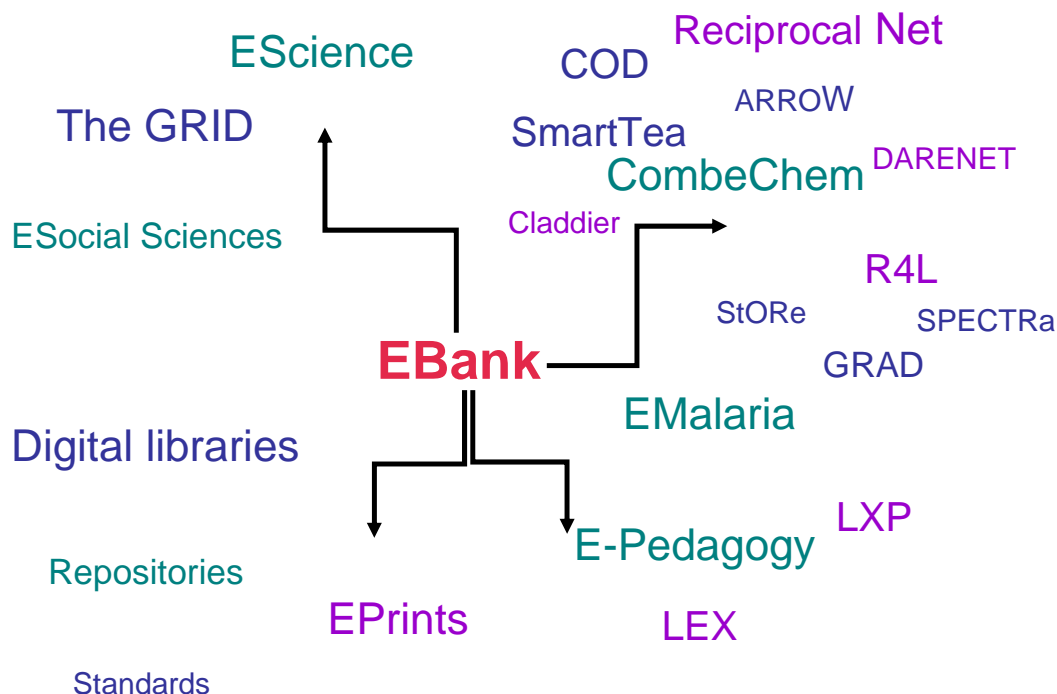 Reciprocal Net
EScience
COD
ARROW
The GRID
SmartTea
DARENET
CombeChem
Claddier
ESocial Sciences
R4L
StORe
SPECTRa
EBank
GRAD
EMalaria
Digital libraries
LXP
E-Pedagogy
Repositories
EPrints
LEX
Standards